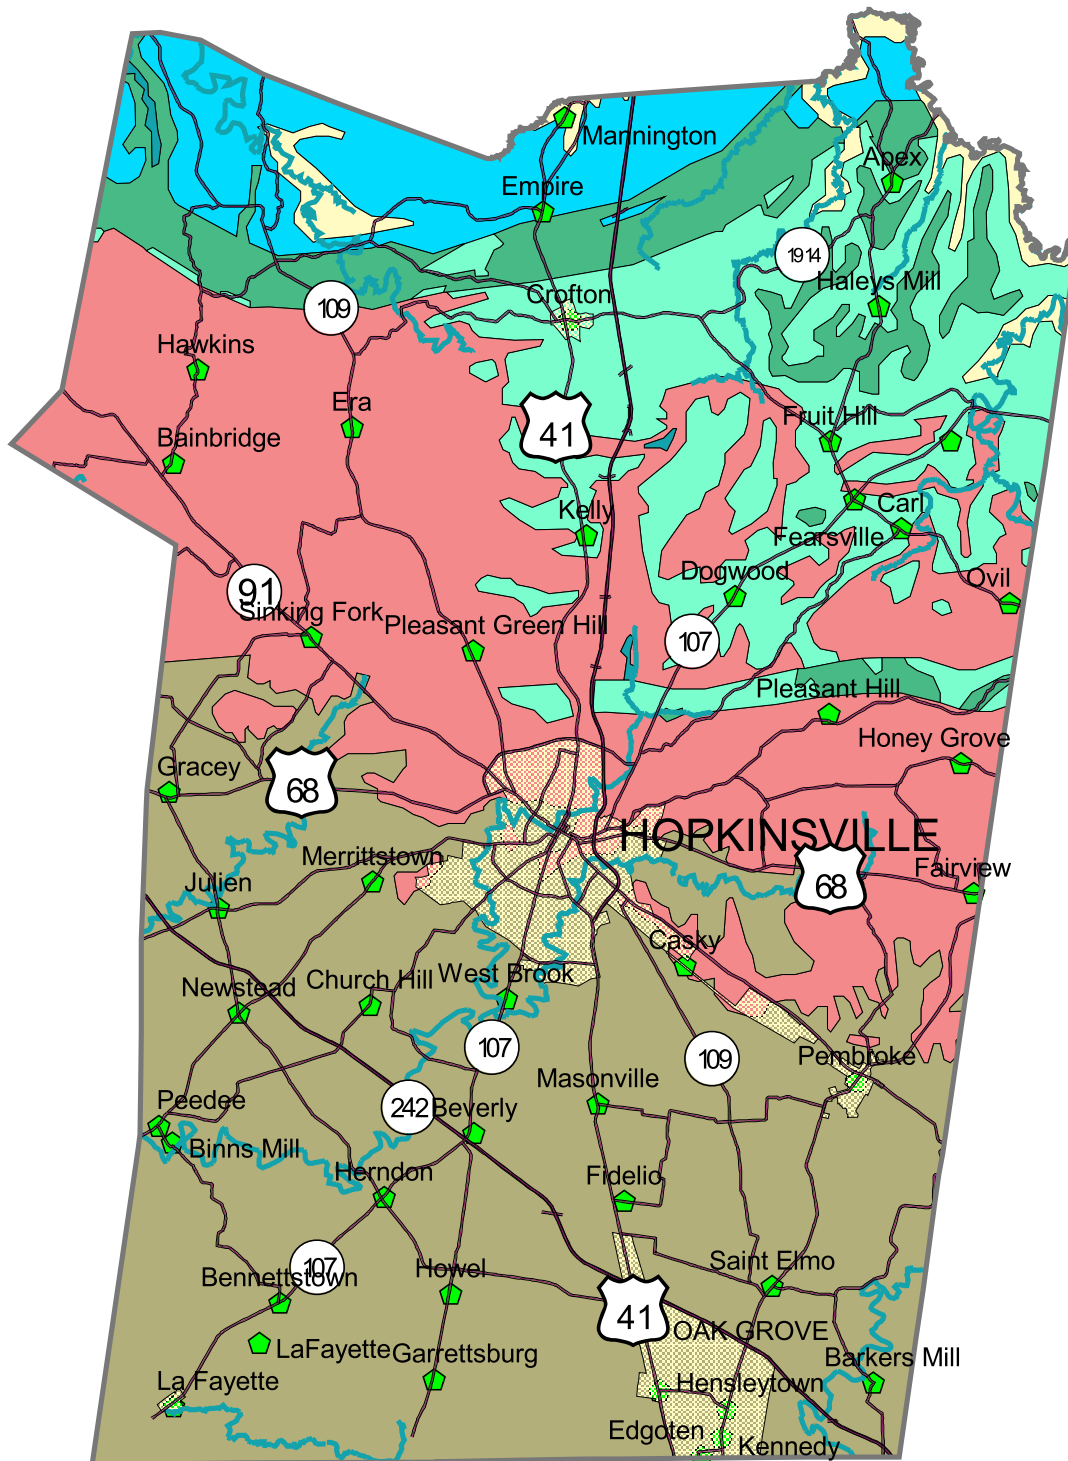 Mannington
Apex
Empire
1914
Haleys Mill
Crofton
109
Hawkins
Era
Fruit Hill
41
Bainbridge
Kelly
Carl
Fearsville
Dogwood
Ovil
91
Sinking Fork
Pleasant Green Hill
107
Pleasant Hill
Honey Grove
Gracey
68
HOPKINSVILLE
Merrittstown
Fairview
Julien
68
Casky
West Brook
Church Hill
Newstead
107
109
Pembroke
Masonville
Peedee
242
Beverly
Binns Mill
Herndon
Fidelio
107
Saint Elmo
Howel
Bennettstown
41
OAK GROVE
LaFayette
Garrettsburg
Barkers Mill
La Fayette
Hensleytown
Edgoten
Kennedy